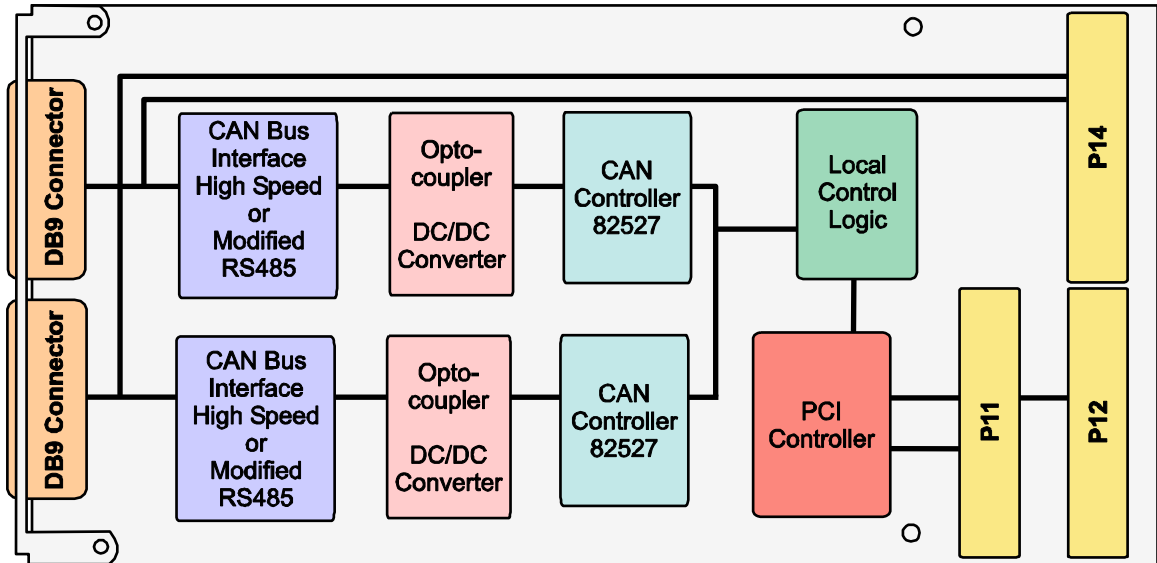 DB9 Connector
CAN Bus
Interface
High Speed
or
Modified
RS485
Opto-
coupler
DC/DC
Converter
CAN
Controller
82527
Local
Control
Logic
P14
DB9 Connector
CAN Bus
Interface
High Speed
or
Modified
RS485
Opto-
coupler
DC/DC
Converter
CAN
Controller
82527
PCI
Controller
P11
P12